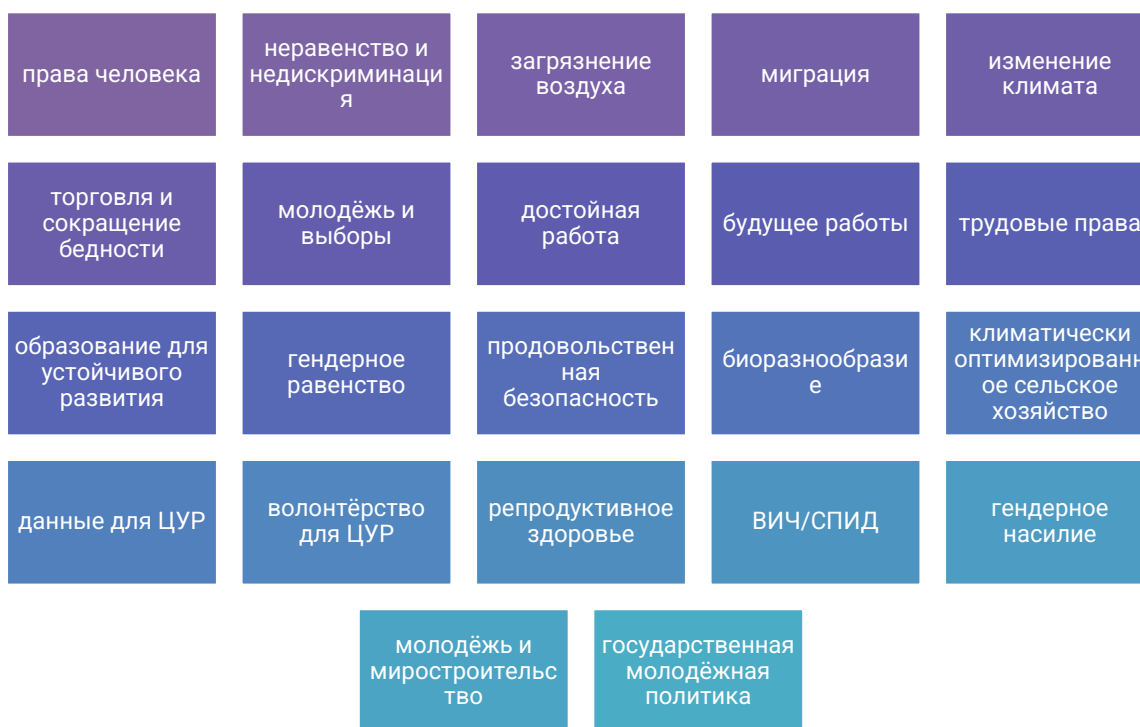 права человека
неравенство и
недискриминаци
я
загрязнение
воздуха
миграция
изменение
климата
торговля и
сокращение
бедности
молодёжь и
выборы
достойная
работа
будущее работы
трудовые права
образование для
устойчивого
развития
гендерное
равенство
продовольствен
ная
безопасность
биоразнообрази
е
климатически
оптимизированн
ое сельское
хозяйство
данные для ЦУР
волонтёрство
для ЦУР
репродуктивное
здоровье
ВИЧ/СПИД
гендерное
насилие
молодёжь и
миростроительс
тво
государственная
молодёжная
политика